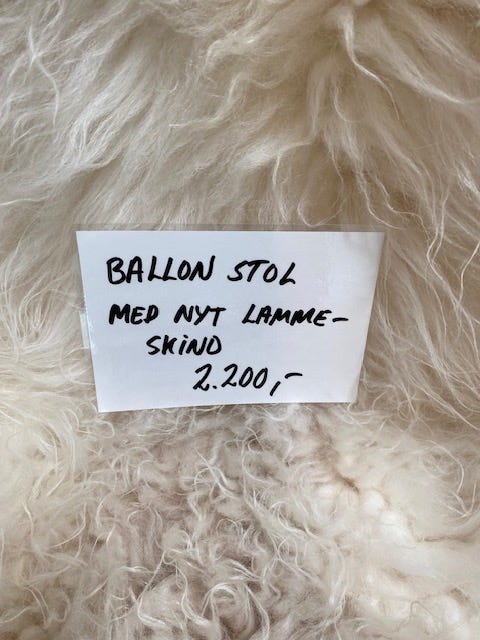 BALLON STOL
MED NYT LAMME-
SKIND
2.200,-